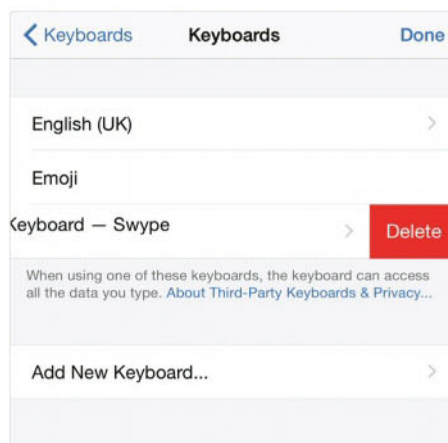 Keyboards Keyboards Done
English (UK)
Emoji
Keyboard — Swype Delete
When using one of these keyboards, the keyboard can access
all the data you type. About Third-Party Keyboards & Privacy...
Add New Keyboard...